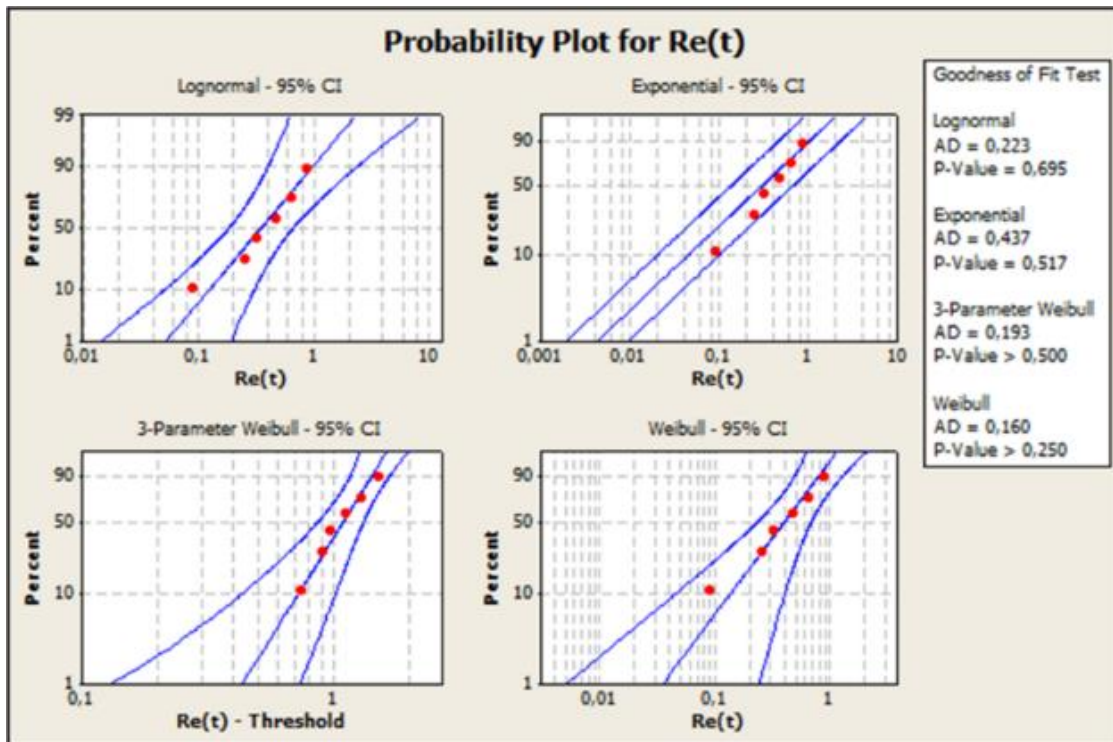 Probability Plot for Re(t)
Lognormal - 95% CI
99
90
50
10
1
Percent
0,01
0,1
1
10
Re(t)
Exponential - 95% CI
90
50
10
1
Percent
0,001
0,01
0,1
1
10
Re(t)
3-Parameter Weibull - 95% CI
90
50
10
1
Percent
0,1
1
Re(t) - Threshold
Weibull - 95% CI
90
50
10
1
Percent
0,01
0,1
1
Re(t)
Goodness of Fit Test
Lognormal
AD = 0,223
P-Value = 0,695
Exponential
AD = 0,437
P-Value = 0,517
3-Parameter Weibull
AD = 0,193
P-Value > 0,500
Weibull
AD = 0,160
P-Value > 0,250